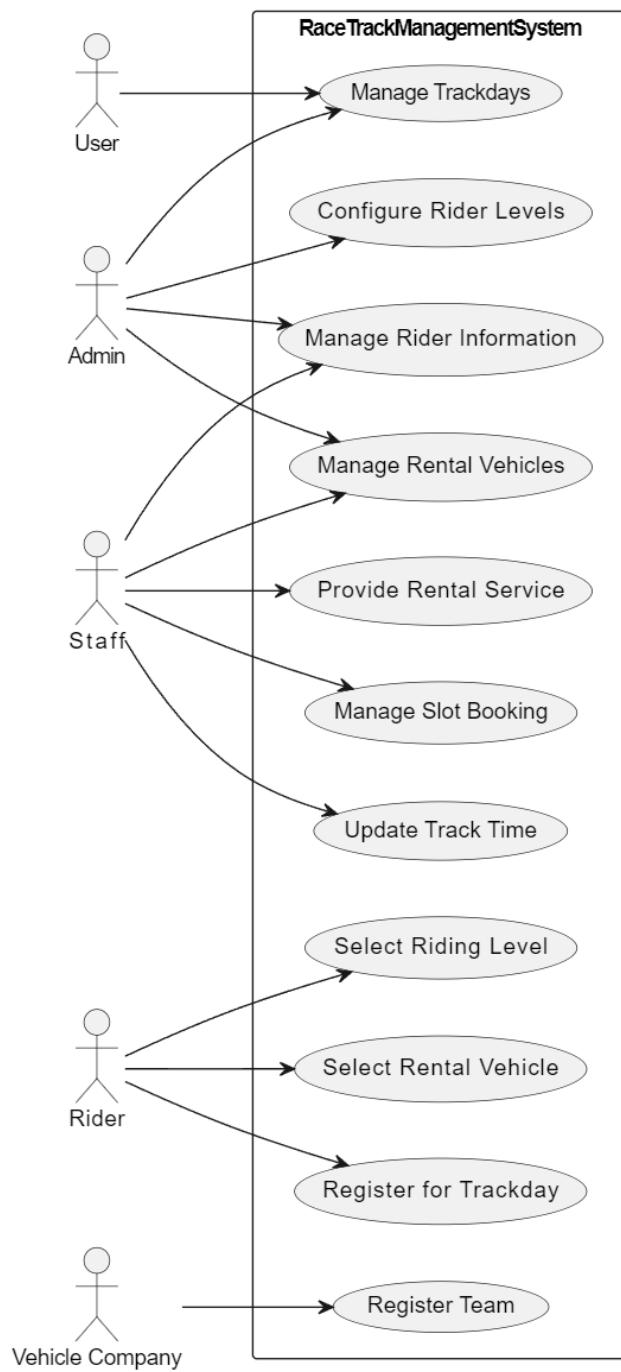 RaceTrackManagementSystem
Manage Trackdays
User
Configure Rider Levels
Manage Rider Information
Admin
Manage Rental Vehicles
Provide Rental Service
Staff
Manage Slot Booking
Update Track Time
Select Riding Level
Select Rental Vehicle
Rider
Register for Trackday
Register Team
Vehicle Company